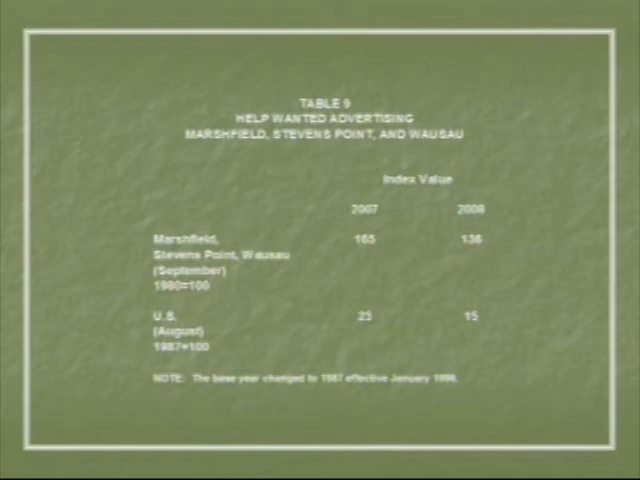 TABLE 9
HELP WANTED ADVERTISING
MARSHFIELD, STEVENS POINT, AND WAUSAU
Index Value
2007 2008
Marshfield, 165 136
Stevens Point, Wausau
(September)
1980=100
U.S. 23 15
(August)
1987=100
NOTE: The base year changed to 1987 effective January